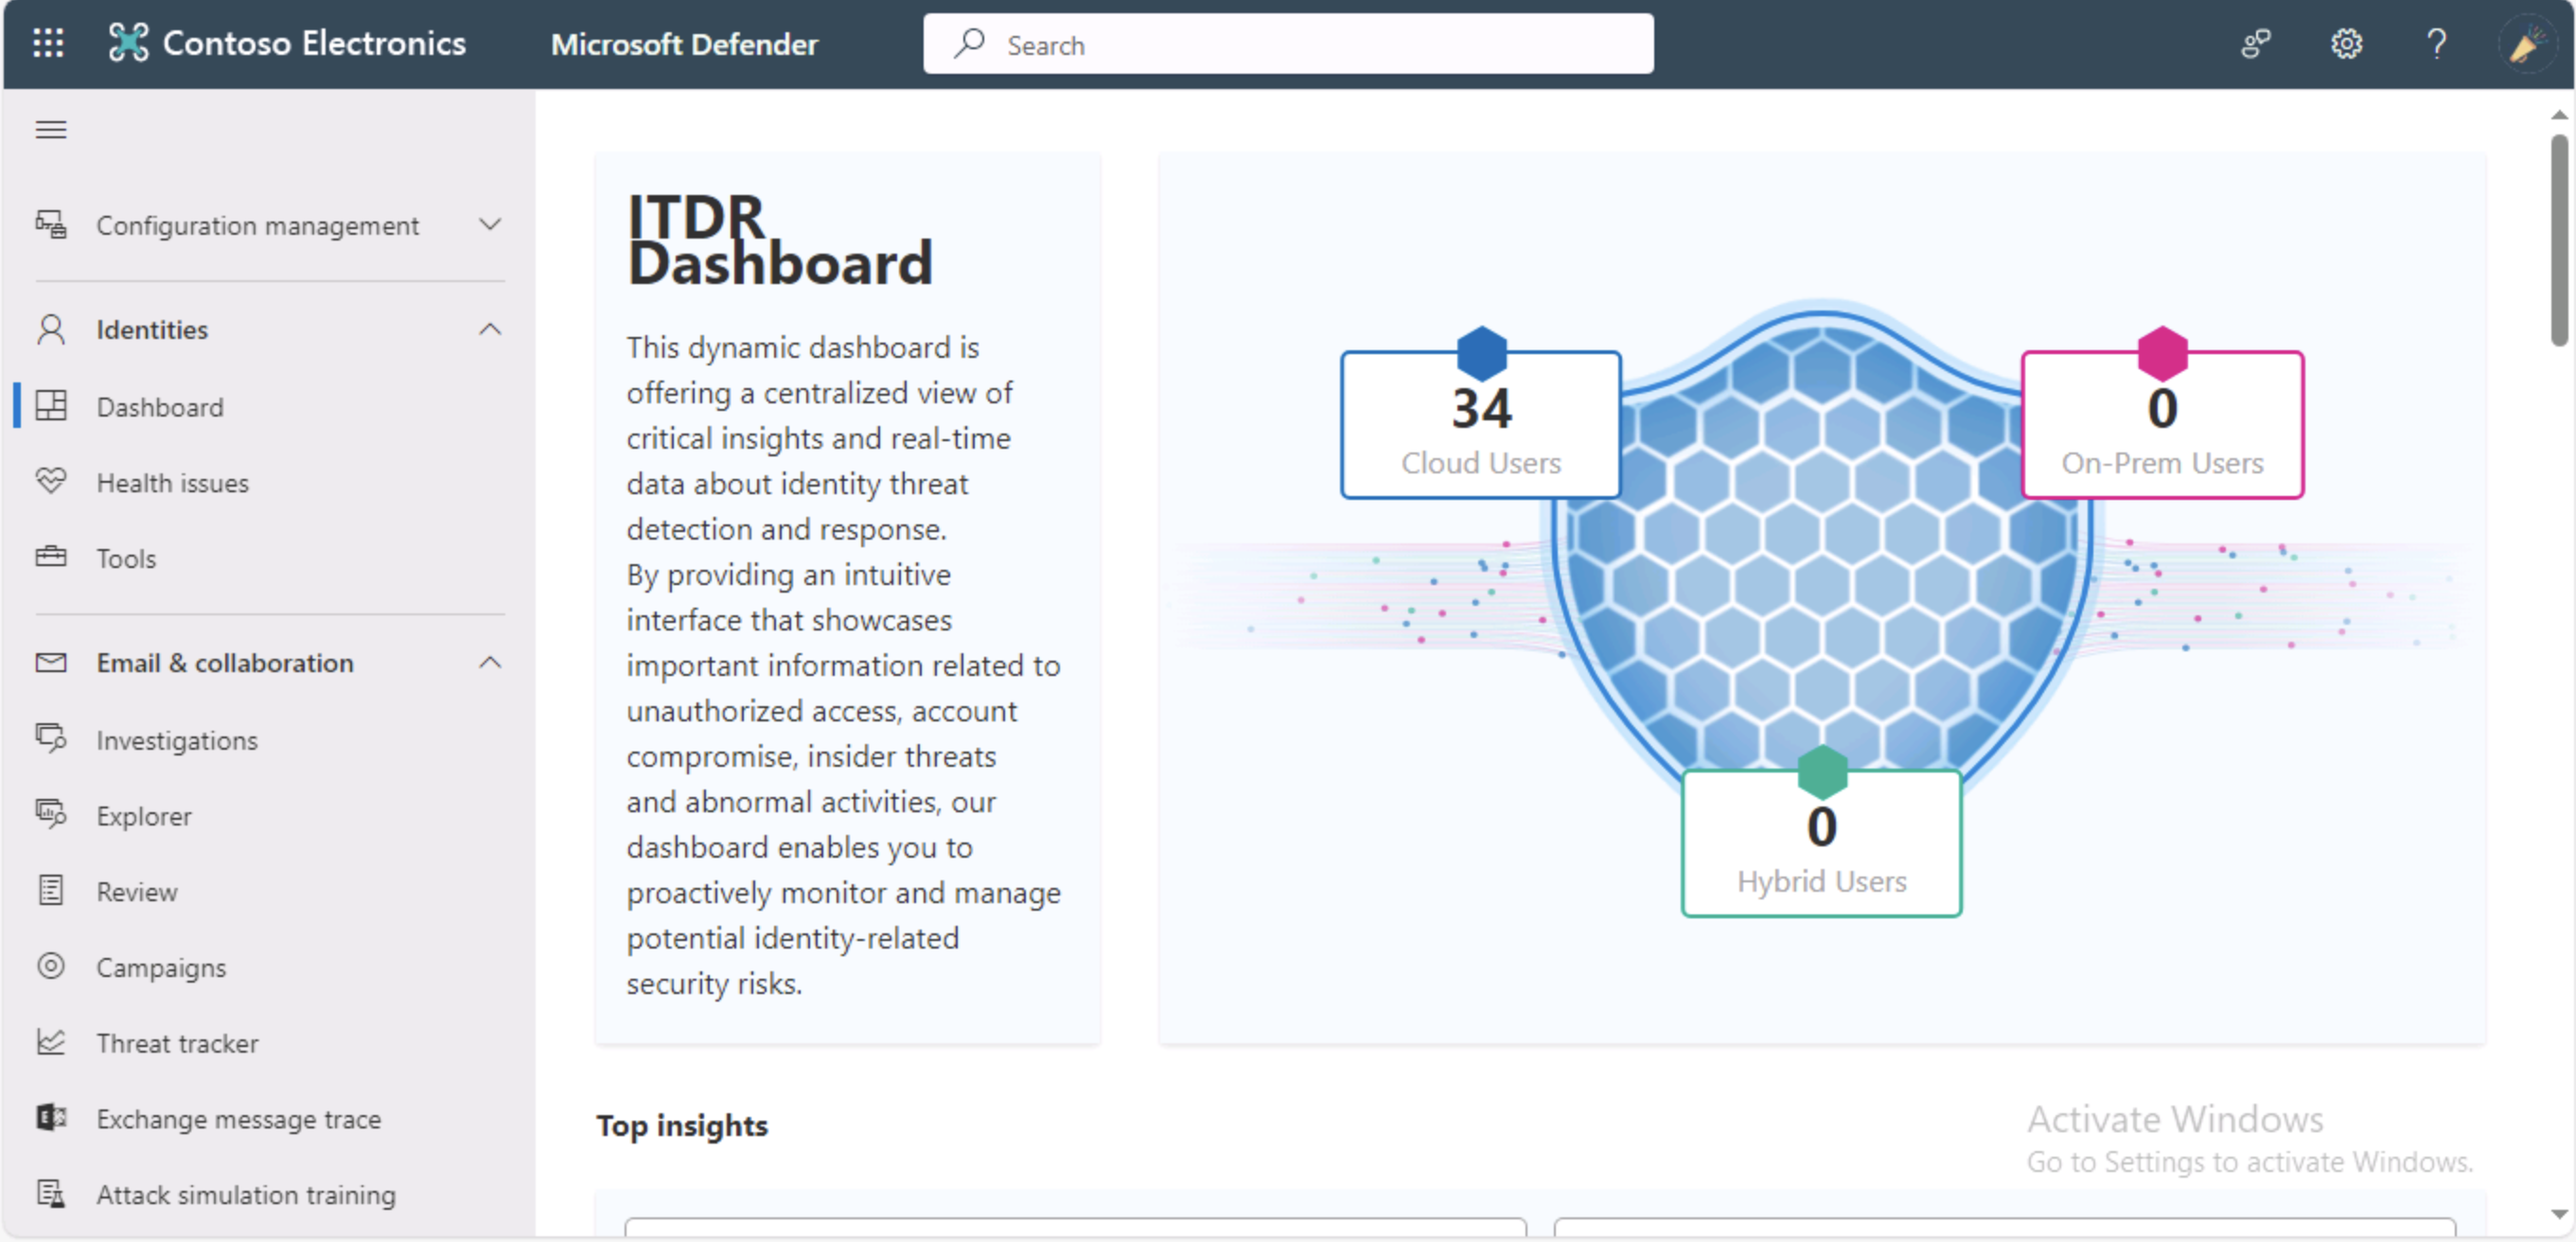 Contoso Electronics
Microsoft Defender
Search
Configuration management
Identities
Dashboard
Health issues
Tools
Email & collaboration
Investigations
Explorer
Review
Campaigns
Threat tracker
Exchange message trace
Attack simulation training
ITDR
Dashboard
This dynamic dashboard is
offering a centralized view of
critical insights and real-time
data about identity threat
detection and response.
By providing an intuitive
interface that showcases
important information related to
unauthorized access, account
compromise, insider threats
and abnormal activities, our
dashboard enables you to
proactively monitor and manage
potential identity-related
security risks.
34
Cloud Users
0
On-Prem Users
0
Hybrid Users
Top insights
Activate Windows
Go to Settings to activate Windows.